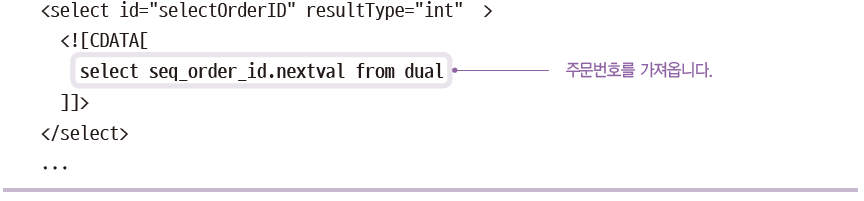 <select id="selectOrderID" resultType="int"  >
<![CDATA[
select seq_order_id.nextval from dual
주문번호를 가져옵니다.
]]>
</select>
...